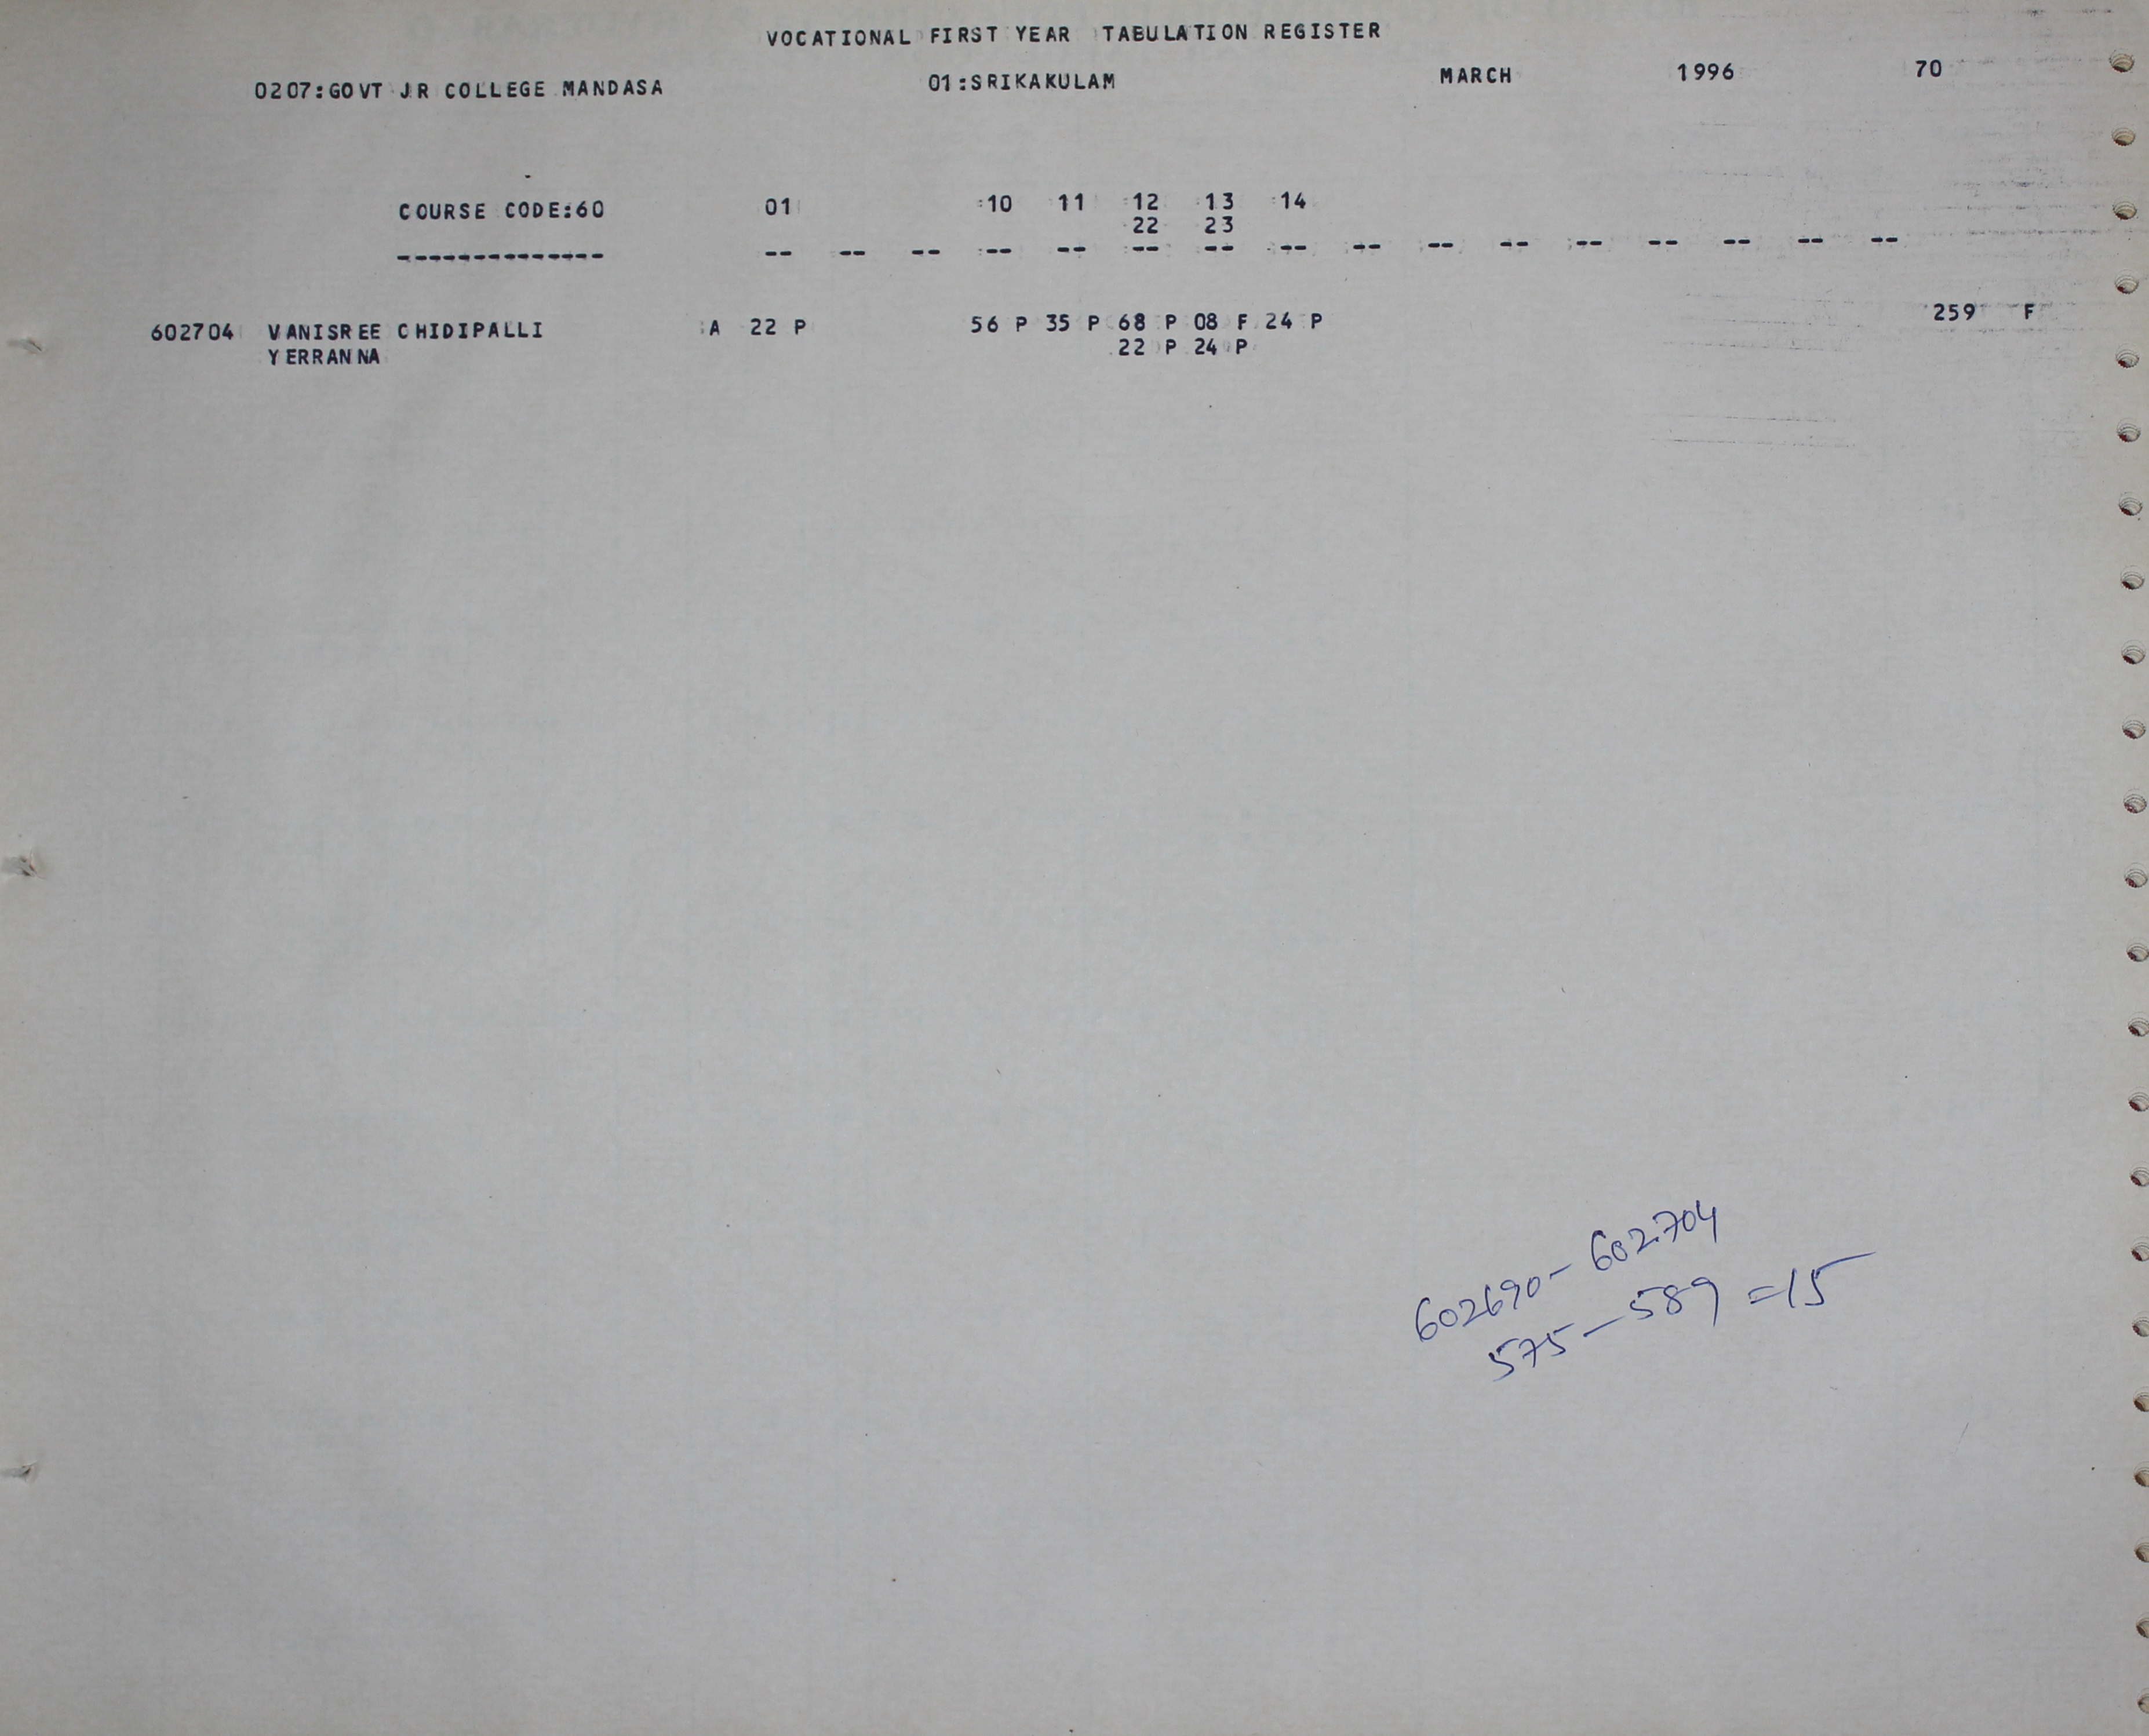 VOCATIONAL FIRST YEAR TABULATION REGISTER
0207:GOVT JR COLLEGE MANDASA 01:SRIKAKULAM MARCH 1996 70
COURSE CODE:60 01 10 11 12 13 14
22 23
-------------- -- -- -- -- -- -- -- -- -- -- -- -- -- -- -- --
602704 VANISREE CHIDIPALLI A 22 P 56 P 35 P 68 P 08 F 24 P 259 F
YERRANNA 22 P 24 P
602690 - 602704
575 - 589 = 15